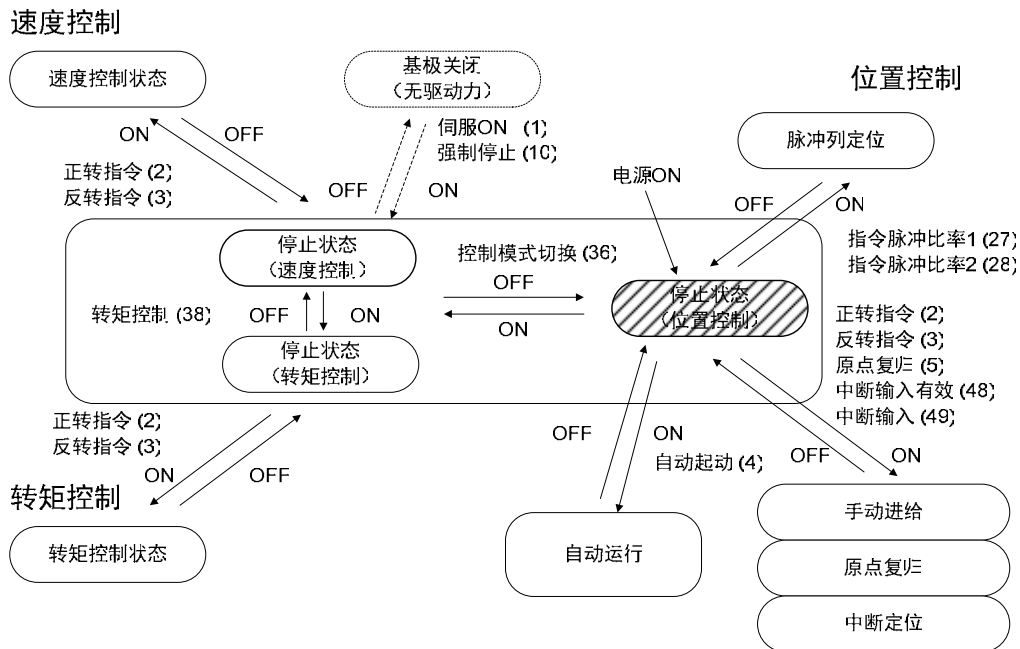 速度控制
速度控制状态
基极关闭
（无驱动力）
位置控制
ON
OFF
伺服ON (1)
强制停止 (10)
脉冲列定位
正转指令 (2)
反转指令 (3)
OFF
ON
电源ON
OFF
ON
停止状态
（速度控制）
控制模式切换 (36)
OFF
指令脉冲比率1 (27)
指令脉冲比率2 (28)
停止状态
（位置控制）
转矩控制 (38)
OFF
ON
ON
停止状态
（转矩控制）
正转指令 (2)
反转指令 (3)
原点复归 (5)
中断输入有效 (48)
中断输入 (49)
正转指令 (2)
反转指令 (3)
ON
OFF
OFF
ON
自动起动 (4)
OFF
ON
转矩控制
转矩控制状态
自动运行
手动进给
原点复归
中断定位